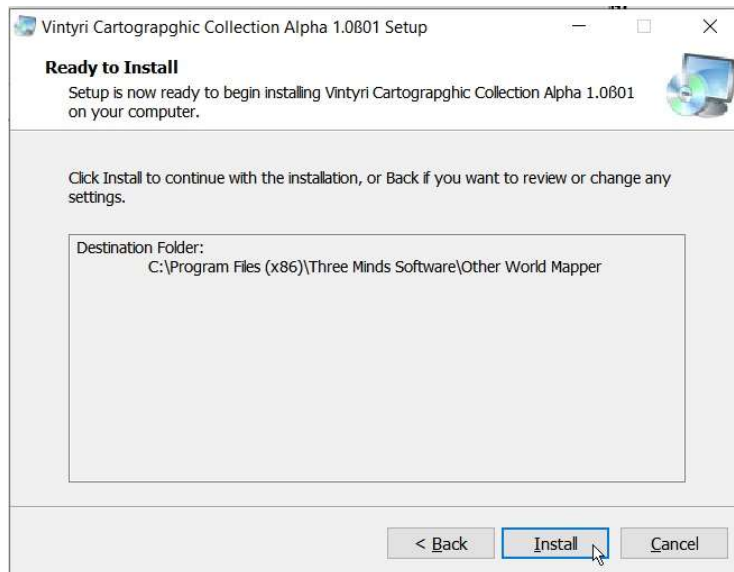 Vintyri Cartograpghic Collection Alpha 1.0ß01 Setup
Ready to Install
Setup is now ready to begin installing Vintyri Cartograpghic Collection Alpha 1.0ß01
on your computer.
Click Install to continue with the installation, or Back if you want to review or change any
settings.
Destination Folder:
C:\Program Files (x86)\Three Minds Software\Other World Mapper
< Back
Install
Cancel